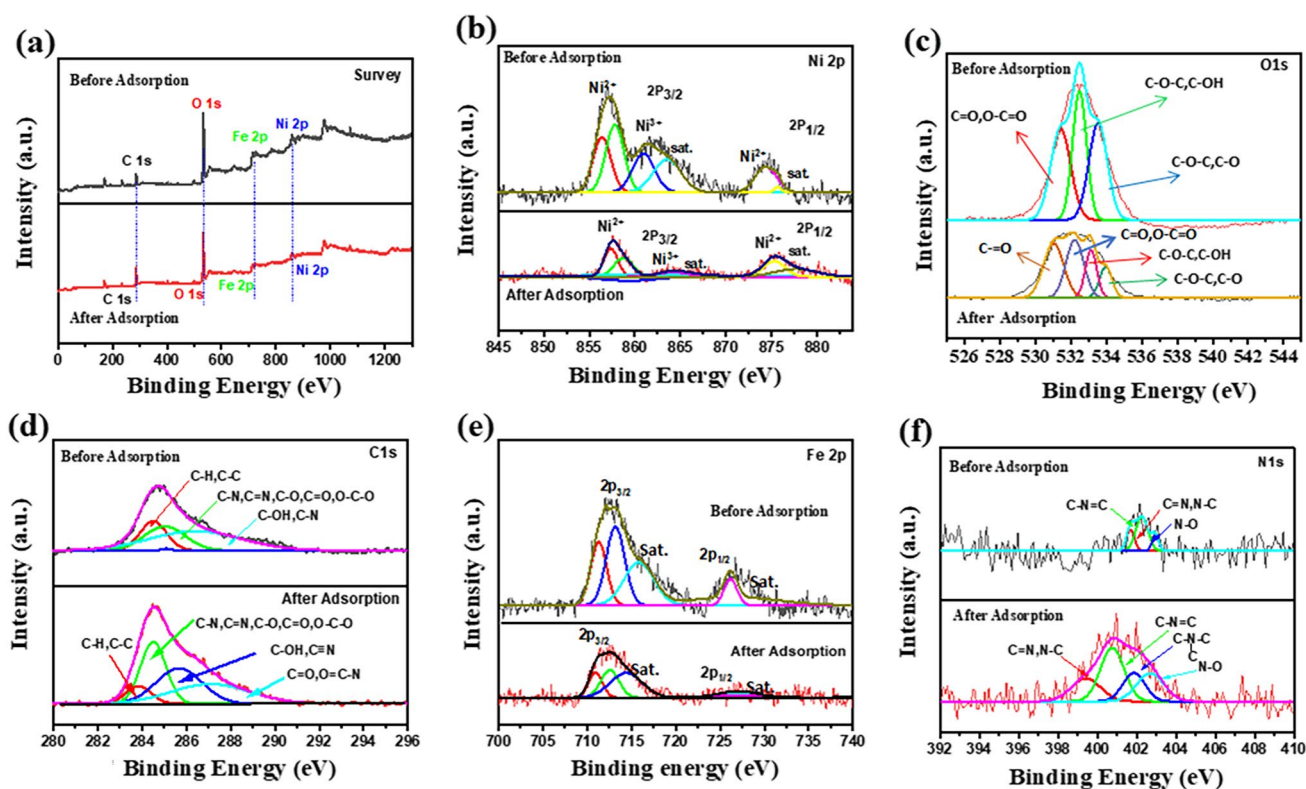 (a)
Before Adsorption
Survey
O 1s
Fe 2p
Ni 2p
C 1s
C 1s
O 1s
Fe 2p
Ni 2p
After Adsorption
Intensity (a.u.)
0 200 400 600 800 1000 1200
Binding Energy (eV)
(b)
Before Adsorption
Ni 2p
Ni²⁺
2P3/2
Ni³⁺
sat.
2P1/2
Ni²⁺
sat.
Ni²⁺
2P3/2
Ni³⁺
sat.
2P1/2
Ni²⁺
sat.
After Adsorption
Intensity (a.u.)
845 850 855 860 865 870 875 880
Binding Energy (eV)
(c)
Before Adsorption
O1s
C=O,O-C=O
C-O-C,C-OH
C-O-C,C-O
C-=O
C=O,O-C=O
C-O-C,C-OH
C-O-C,C-O
After Adsorption
Intensity (a.u.)
525 530 532 534 536 538 540 542 544
Binding Energy (eV)
(d)
Before Adsorption
C1s
C-H,C-C
C-N,C=N,C-O,C=O,O-C-O
C-OH,C-N
After Adsorption
C-N,C=N,C-O,C=O,O-C-O
C-H,C-C
C-OH,C≡N
C=O,O=C-N
Intensity (a.u.)
280 282 284 286 288 290 292 294 296
Binding Energy (eV)
(e)
Fe 2p
2p3/2
Before Adsorption
Sat.
2p1/2
Sat.
After Adsorption
2p3/2
Sat.
2p1/2
Sat.
Intensity (a.u.)
700 705 710 715 720 725 730 735 740
Binding energy (eV)
(f)
Before Adsorption
N1s
C-N=C
C=N,N-C
N-O
After Adsorption
C-N=C
C=N,N-C
C-N-C
C
N-O
Intensity (a.u.)
392 394 396 398 400 402 404 406 408 410
Binding Energy (eV)